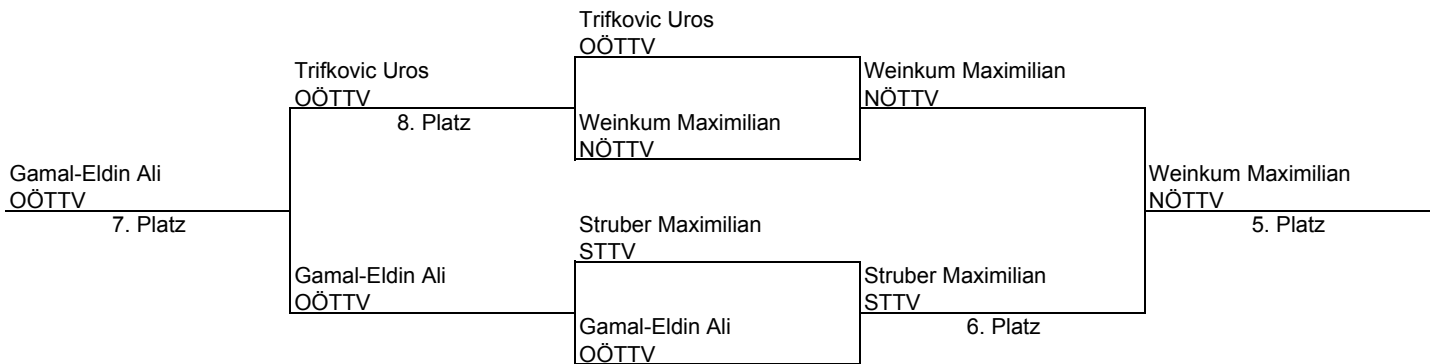 Trifkovic Uros
OÖTTV
Trifkovic Uros
Weinkum Maximilian
OÖTTV
NÖTTV
8. Platz
Weinkum Maximilian
NÖTTV
Gamal-Eldin Ali
Weinkum Maximilian
OÖTTV
NÖTTV
7. Platz
Struber Maximilian
5. Platz
STTV
Gamal-Eldin Ali
Struber Maximilian
OÖTTV
STTV
Gamal-Eldin Ali
6. Platz
OÖTTV